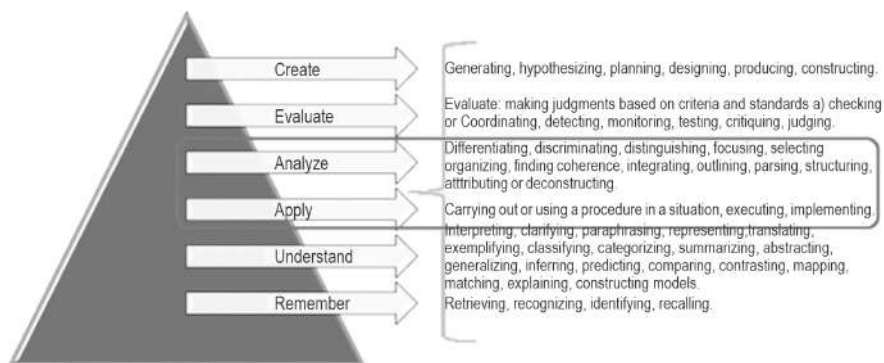 Create
Generating, hypothesizing, planning, designing, producing, constructing.
Evaluate
Evaluate: making judgments based on criteria and standards a) checking
or Coordinating, detecting, monitoring, testing, critiquing, judging.
Analyze
Differentiating, discriminating, distinguishing, focusing, selecting
organizing, finding coherence, integrating, outlining, parsing, structuring,
atttributing or deconstructing.
Apply
Carrying out or using a procedure in a situation, executing, implementing.
Understand
Interpreting, clarifying, paraphrasing, representing,translating,
exemplifying, classifying, categorizing, summarizing, abstracting,
generalizing, inferring, predicting, comparing, contrasting, mapping,
matching, explaining, constructing models.
Remember
Retrieving, recognizing, identifying, recalling.